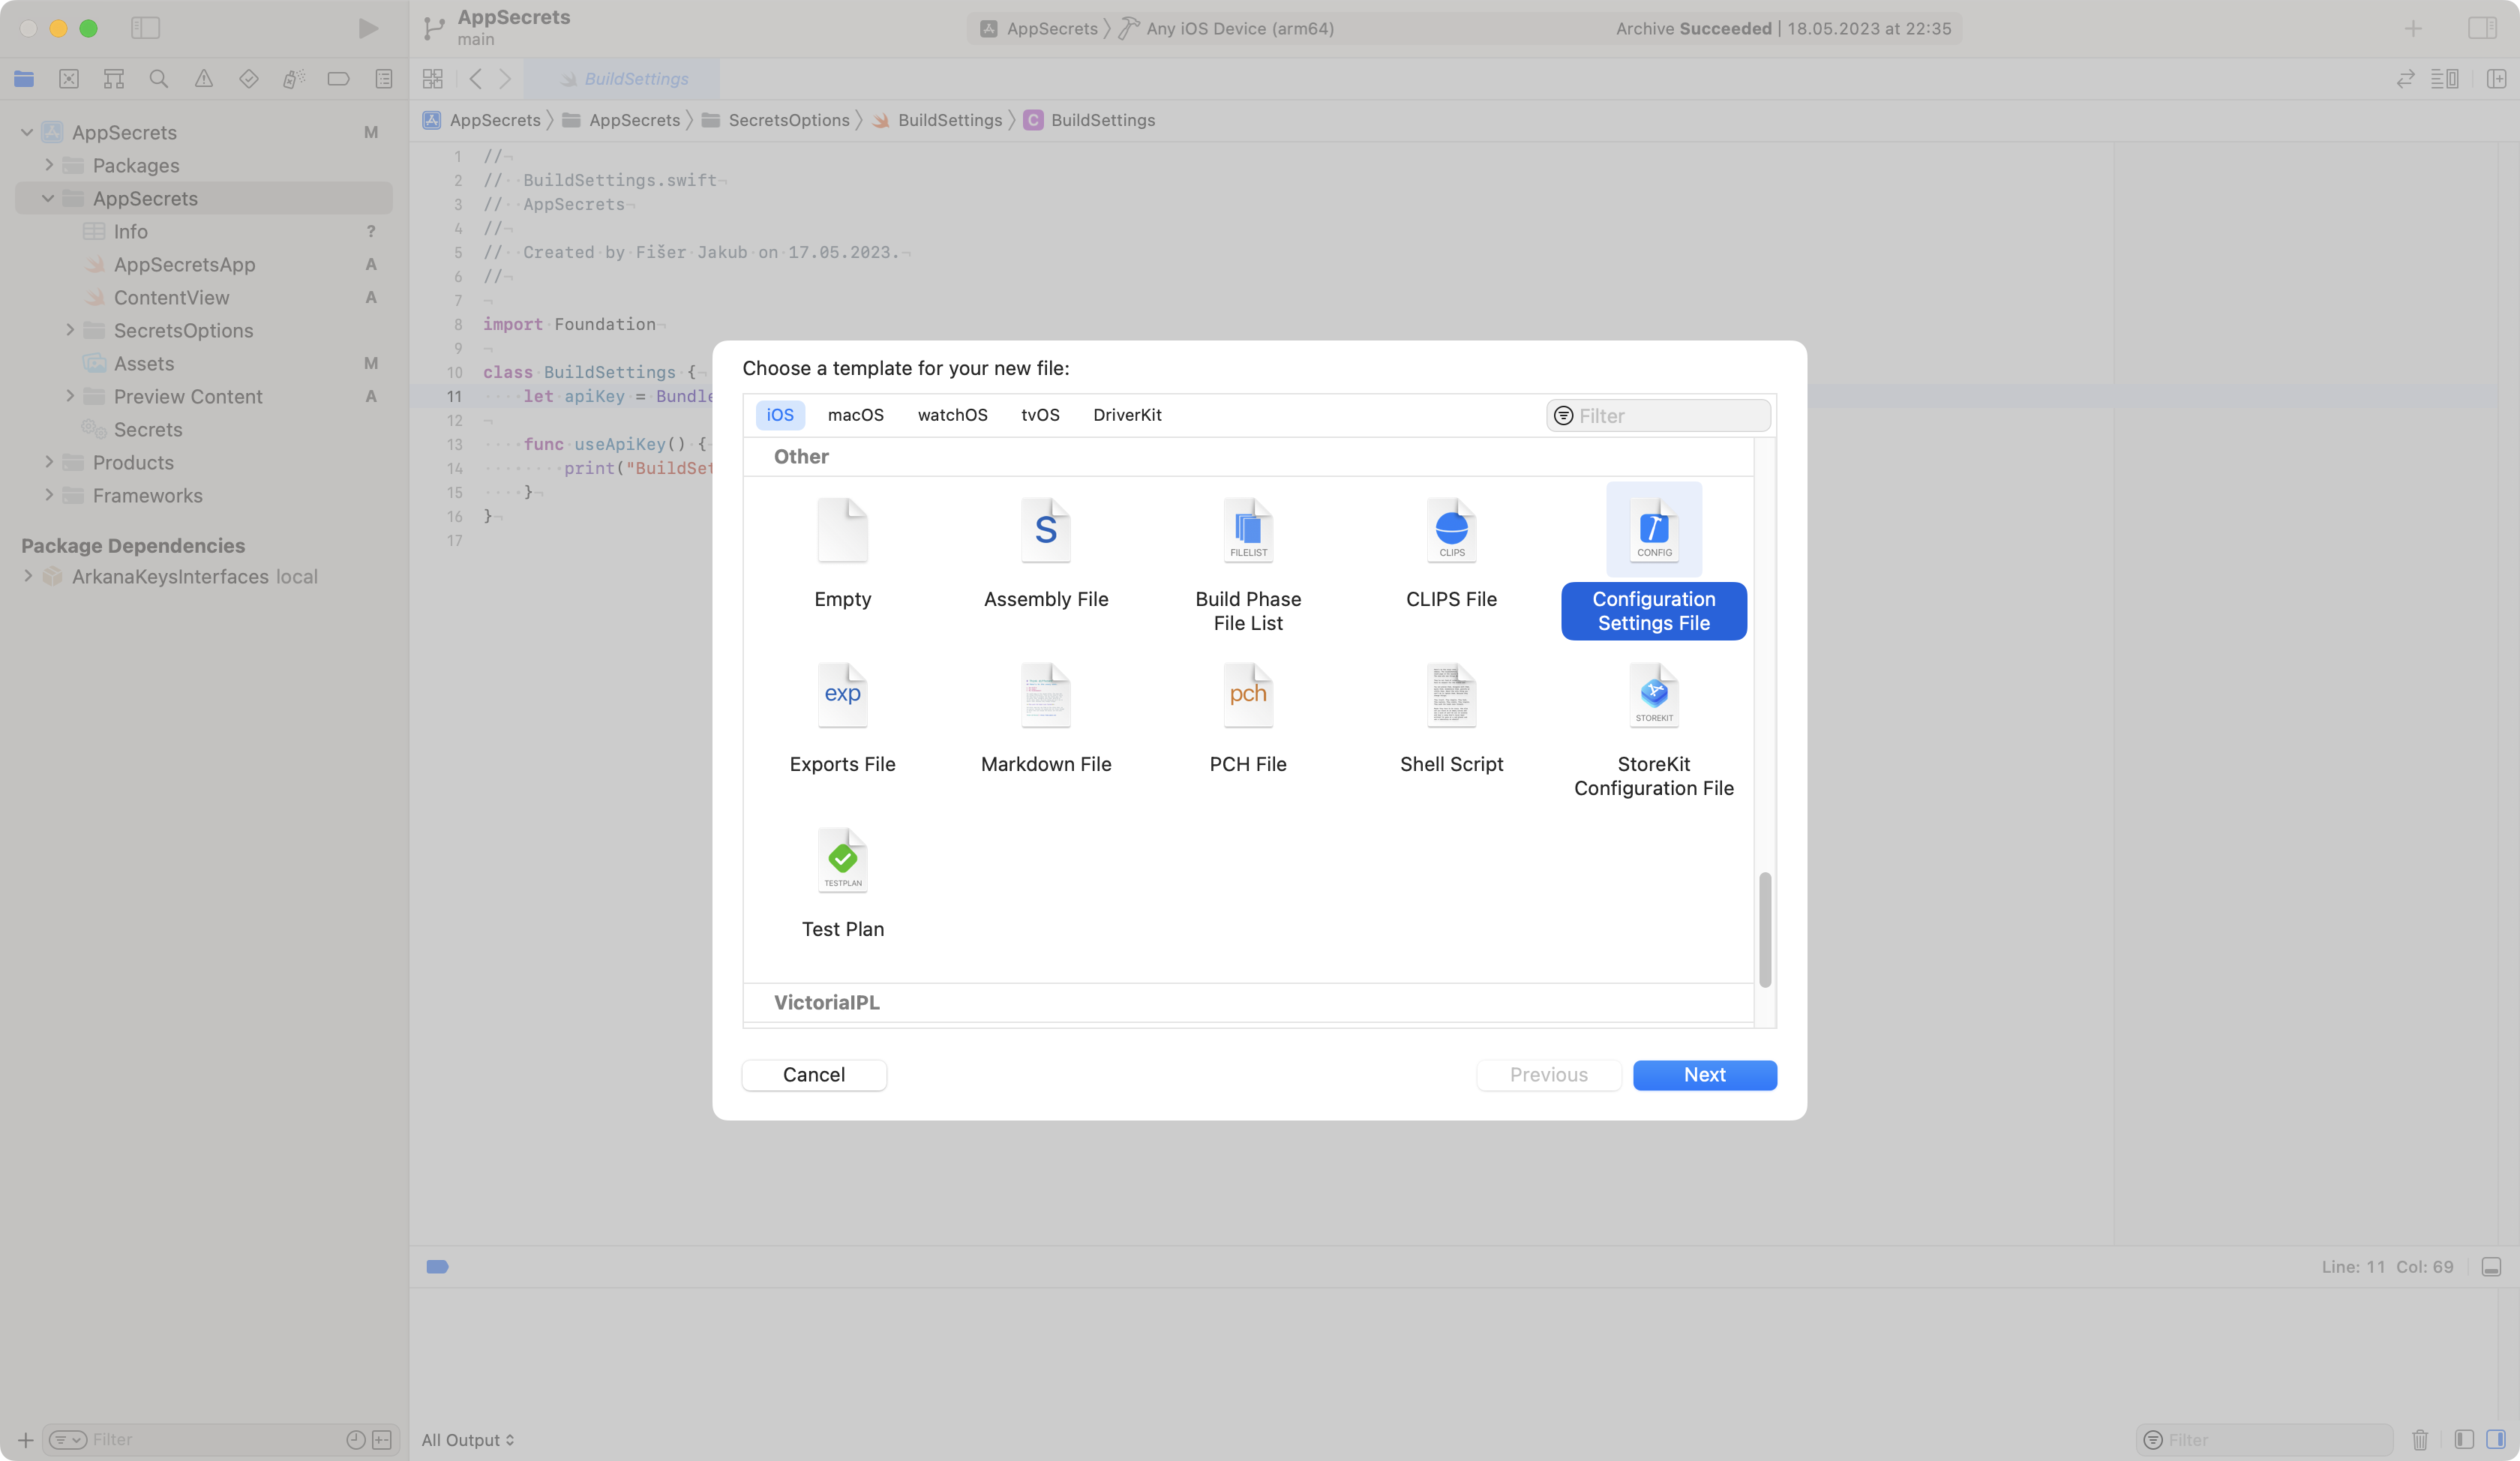 AppSecrets
main
AppSecrets
Any iOS Device (arm64)
Archive Succeeded | 18.05.2023 at 22:35
BuildSettings
AppSecrets
AppSecrets
SecretsOptions
BuildSettings
C
BuildSettings
AppSecrets M
Packages
AppSecrets
Info ?
AppSecretsApp A
ContentView A
SecretsOptions
Assets M
Preview Content A
Secrets
Products
Frameworks
Package Dependencies
ArkanaKeysInterfaces local
1 //
2 // BuildSettings.swift
3 // AppSecrets
4 //
5 // Created by Fišer Jakub on 17.05.2023.
6 //
7
8 import Foundation
9
10 class BuildSettings {
11 let apiKey = Bundle
12
13 func useApiKey() {
14 print("BuildSet
15 }
16 }
17
Choose a template for your new file:
iOS macOS watchOS tvOS DriverKit
Filter
Other
S
FILELIST
CLIPS
CONFIG
Empty
Assembly File
Build Phase
File List
CLIPS File
Configuration
Settings File
exp
pch
STOREKIT
Exports File
Markdown File
PCH File
Shell Script
StoreKit
Configuration File
TESTPLAN
Test Plan
VictoriaIPL
Cancel
Previous
Next
Line: 11 Col: 69
Filter
All Output
Filter